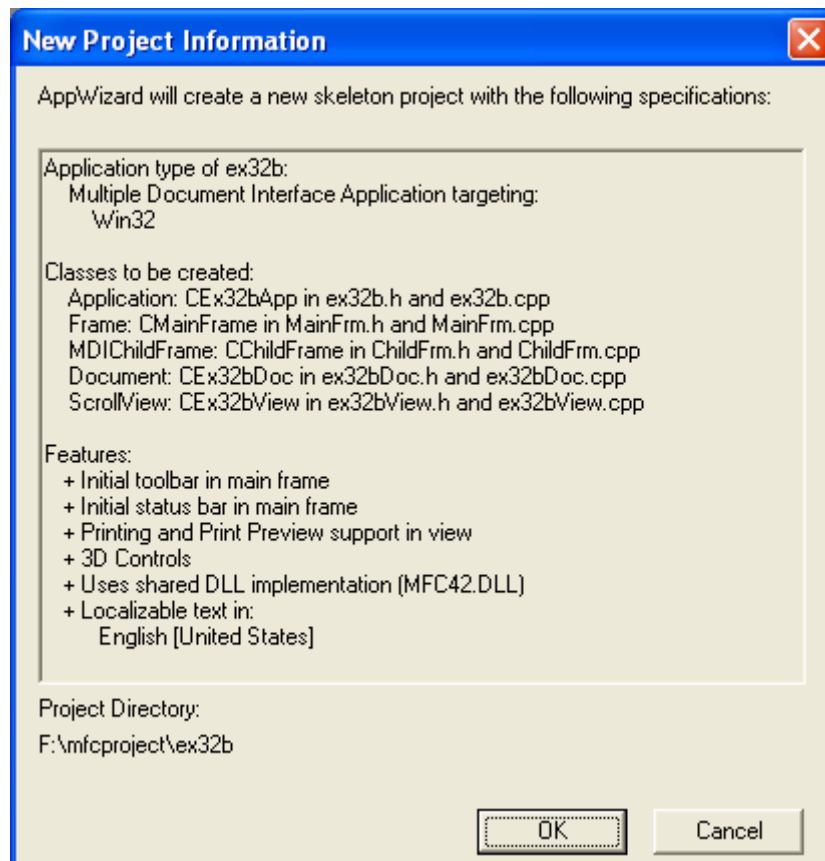 New Project Information
AppWizard will create a new skeleton project with the following specifications:
Application type of ex32b:
Multiple Document Interface Application targeting:
Win32
Classes to be created:
Application: CEx32bApp in ex32b.h and ex32b.cpp
Frame: CMainFrame in MainFrm.h and MainFrm.cpp
MDIChildFrame: CChildFrame in ChildFrm.h and ChildFrm.cpp
Document: CEx32bDoc in ex32bDoc.h and ex32bDoc.cpp
ScrollView: CEx32bView in ex32bView.h and ex32bView.cpp
Features:
+ Initial toolbar in main frame
+ Initial status bar in main frame
+ Printing and Print Preview support in view
+ 3D Controls
+ Uses shared DLL implementation (MFC42.DLL)
+ Localizable text in:
English [United States]
Project Directory:
F:\mfcproject\ex32b
OK Cancel